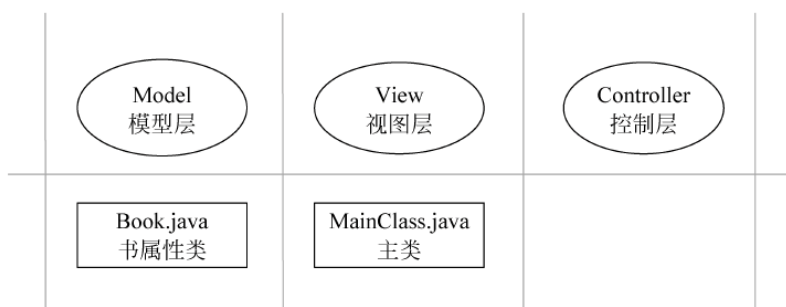 Model
模型层
View
视图层
Controller
控制层
Book.java
书属性类
MainClass.java
主类